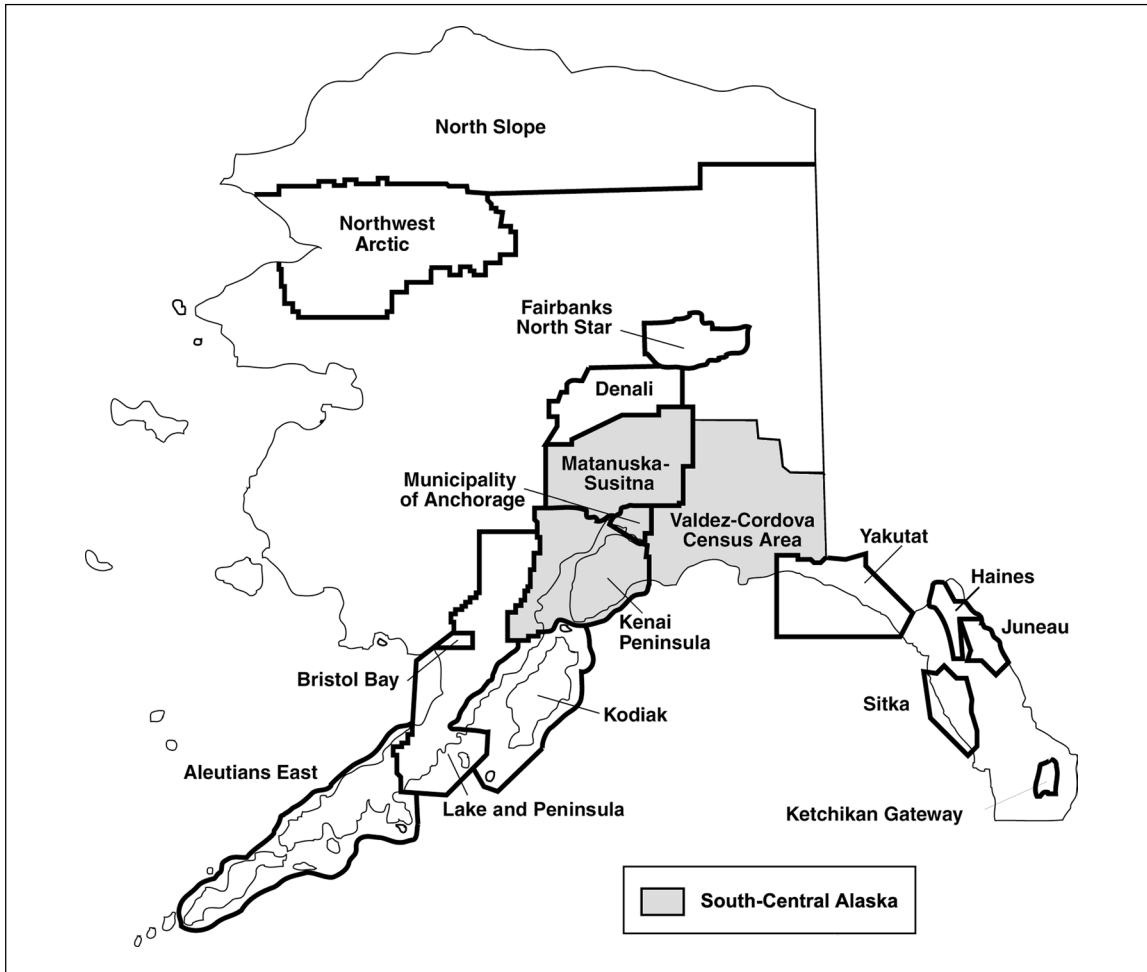 North Slope
Northwest
Arctic
Fairbanks
North Star
Denali
Matanuska-
Susitna
Municipality
of Anchorage
Valdez-Cordova
Census Area
Yakutat
Haines
Kenai
Peninsula
Juneau
Bristol Bay
Sitka
Kodiak
Aleutians East
Lake and Peninsula
Ketchikan Gateway
South-Central Alaska